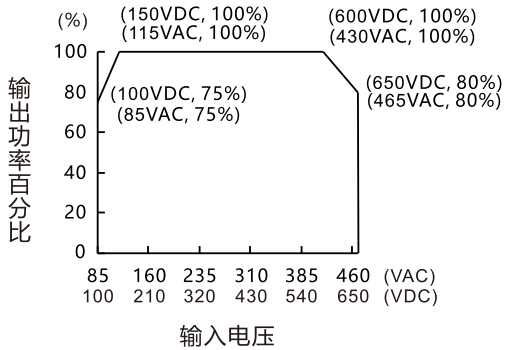 (%)
(150VDC, 100%)
(115VAC, 100%)
(600VDC, 100%)
(430VAC, 100%)
100
80
60
40
20
0
(100VDC, 75%)
(85VAC, 75%)
(650VDC, 80%)
(465VAC, 80%)
输出功率百分比
85 160 235 310 385 460 (VAC)
100 210 320 430 540 650 (VDC)
输入电压